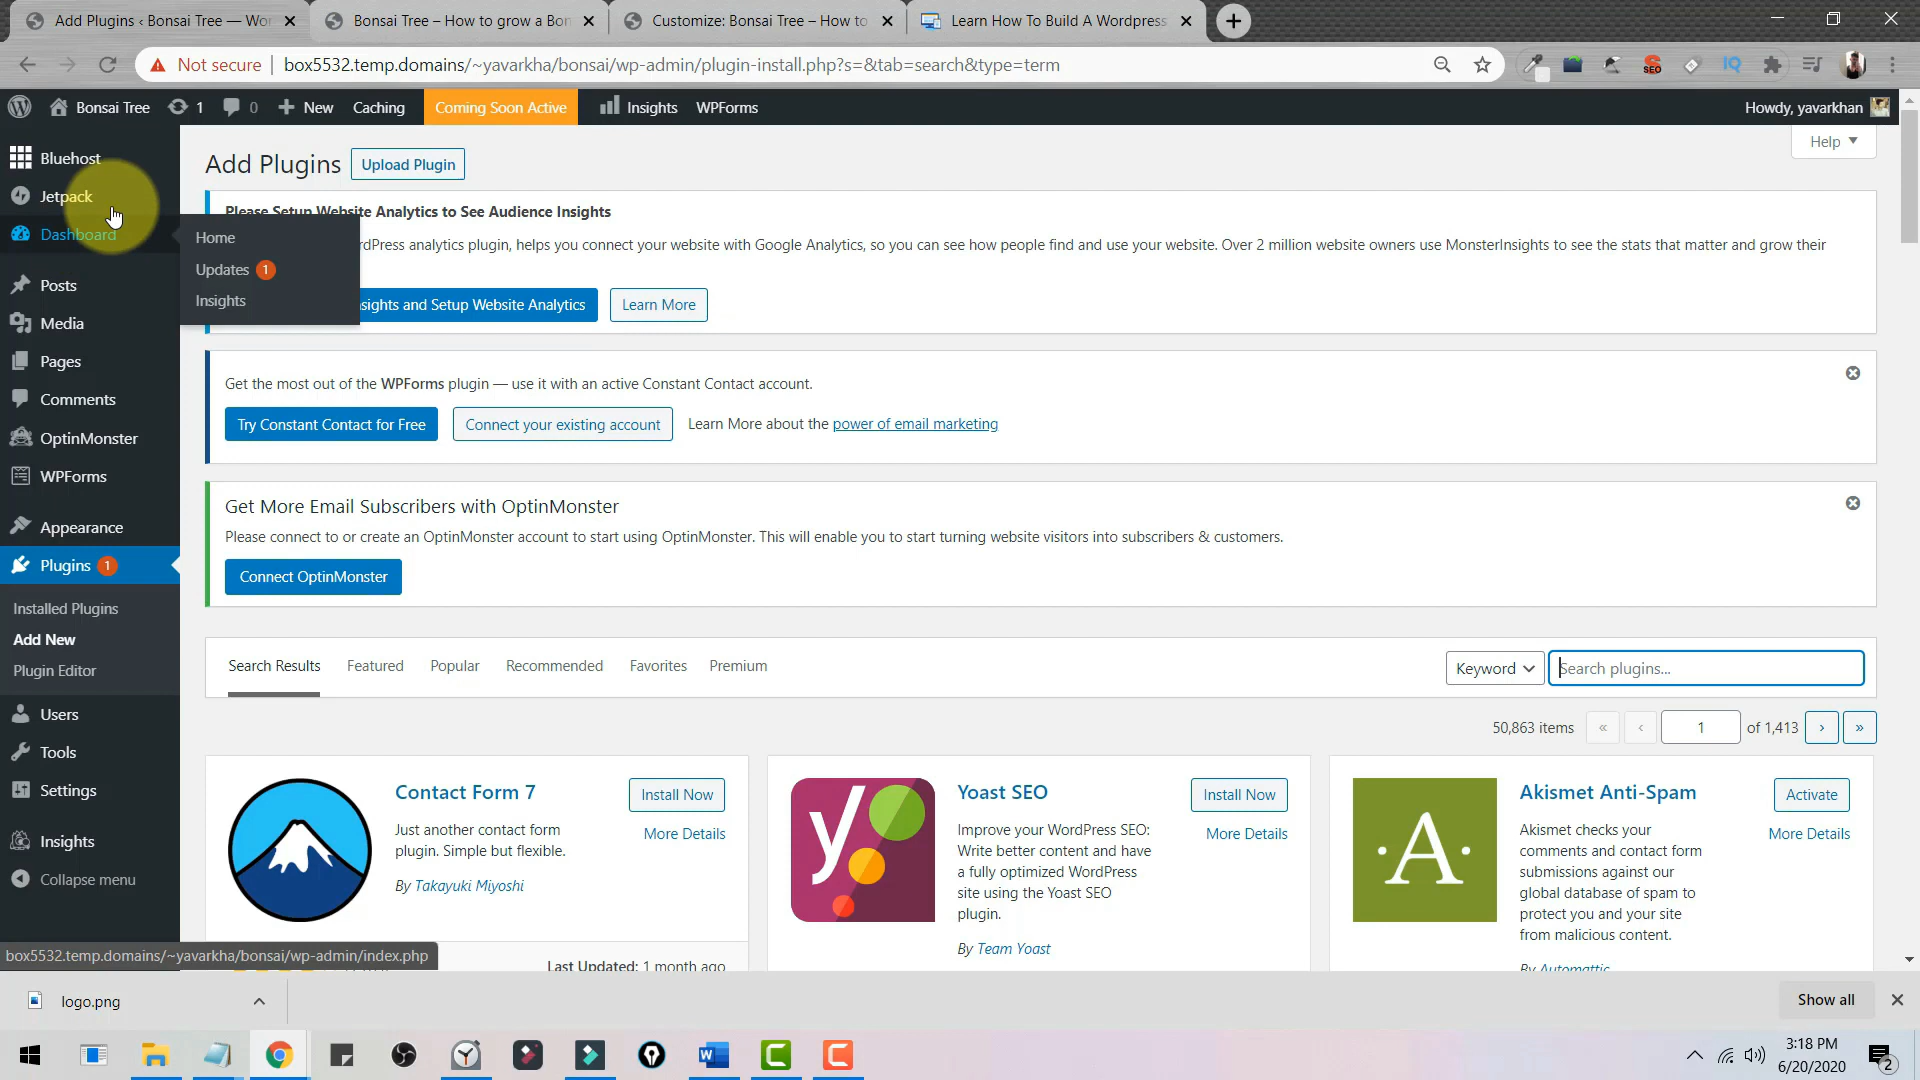 Add Plugins ‹ Bonsai Tree — Wo
Bonsai Tree – How to grow a Bon
Customize: Bonsai Tree – How to
Learn How To Build A Wordpress
Not secure
box5532.temp.domains/~yavarkha/bonsai/wp-admin/plugin-install.php?s=&tab=search&type=term
SEO
IQ
Bonsai Tree
1
0
New
Caching
Coming Soon Active
Insights
WPForms
Howdy, yavarkhan
Bluehost
Jetpack
Dashboard
Home
Updates 1
Insights
Posts
Media
Pages
Comments
OptinMonster
WPForms
Appearance
Plugins 1
Installed Plugins
Add New
Plugin Editor
Users
Tools
Settings
Insights
Collapse menu
Help
Add Plugins
Upload Plugin
Please Setup Website Analytics to See Audience Insights
rdPress analytics plugin, helps you connect your website with Google Analytics, so you can see how people find and use your website. Over 2 million website owners use MonsterInsights to see the stats that matter and grow their
sights and Setup Website Analytics
Learn More
Get the most out of the WPForms plugin — use it with an active Constant Contact account.
Try Constant Contact for Free
Connect your existing account
Learn More about the power of email marketing
Get More Email Subscribers with OptinMonster
Please connect to or create an OptinMonster account to start using OptinMonster. This will enable you to start turning website visitors into subscribers & customers.
Connect OptinMonster
Search Results
Featured
Popular
Recommended
Favorites
Premium
Keyword
Search plugins...
50,863 items
«
‹
1
of 1,413
›
»
Contact Form 7
Install Now
More Details
Just another contact form
plugin. Simple but flexible.
By Takayuki Miyoshi
Last Updated: 1 month ago
y
Yoast SEO
Install Now
More Details
Improve your WordPress SEO:
Write better content and have
a fully optimized WordPress
site using the Yoast SEO
plugin.
By Team Yoast
·A·
Akismet Anti-Spam
Activate
More Details
Akismet checks your
comments and contact form
submissions against our
global database of spam to
protect you and your site
from malicious content.
By Automattic
box5532.temp.domains/~yavarkha/bonsai/wp-admin/index.php
logo.png
Show all
3:18 PM
6/20/2020
2